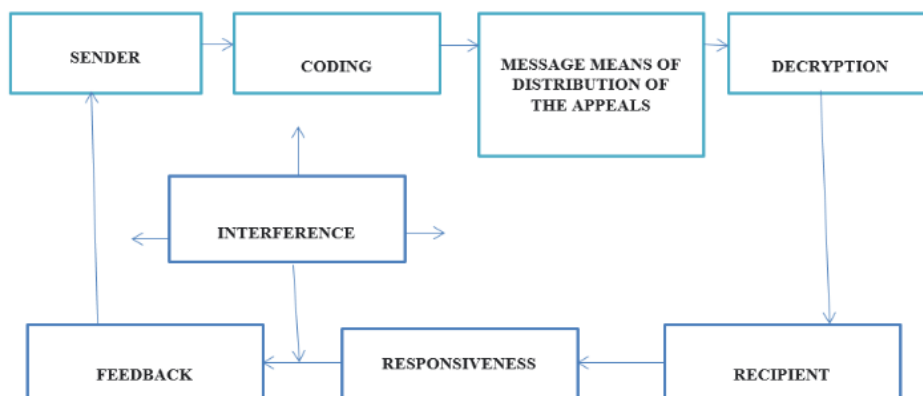 SENDER
CODING
MESSAGE MEANS OF
DISTRIBUTION OF
THE APPEALS
DECRYPTION
INTERFERENCE
FEEDBACK
RESPONSIVENESS
RECIPIENT